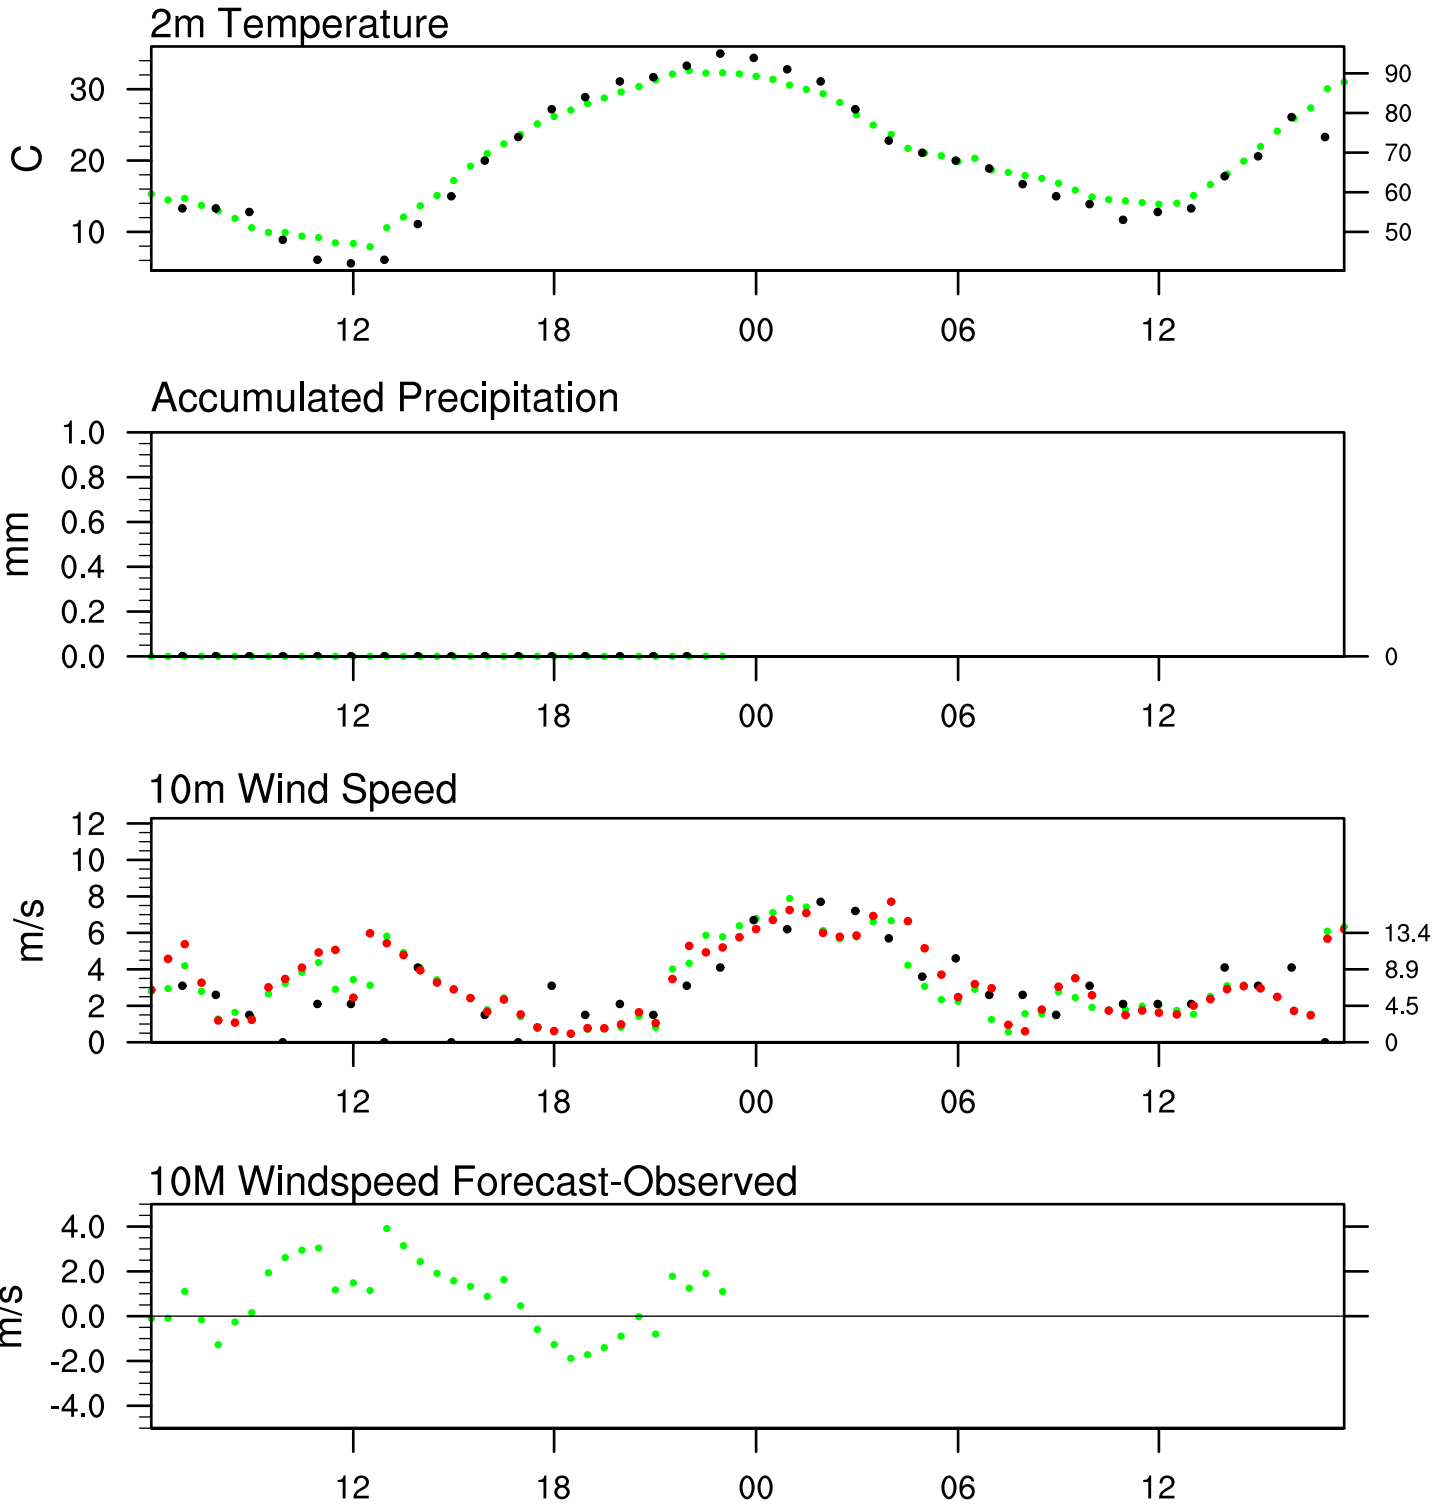 2m Temperature
C
30
20
10
90
80
70
60
50
12 18 00 06 12
Accumulated Precipitation
mm
1.0
0.8
0.6
0.4
0.2
0.0
0
12 18 00 06 12
10m Wind Speed
m/s
12
10
8
6
4
2
0
13.4
8.9
4.5
0
12 18 00 06 12
10M Windspeed Forecast-Observed
m/s
4.0
2.0
0.0
-2.0
-4.0
12 18 00 06 12